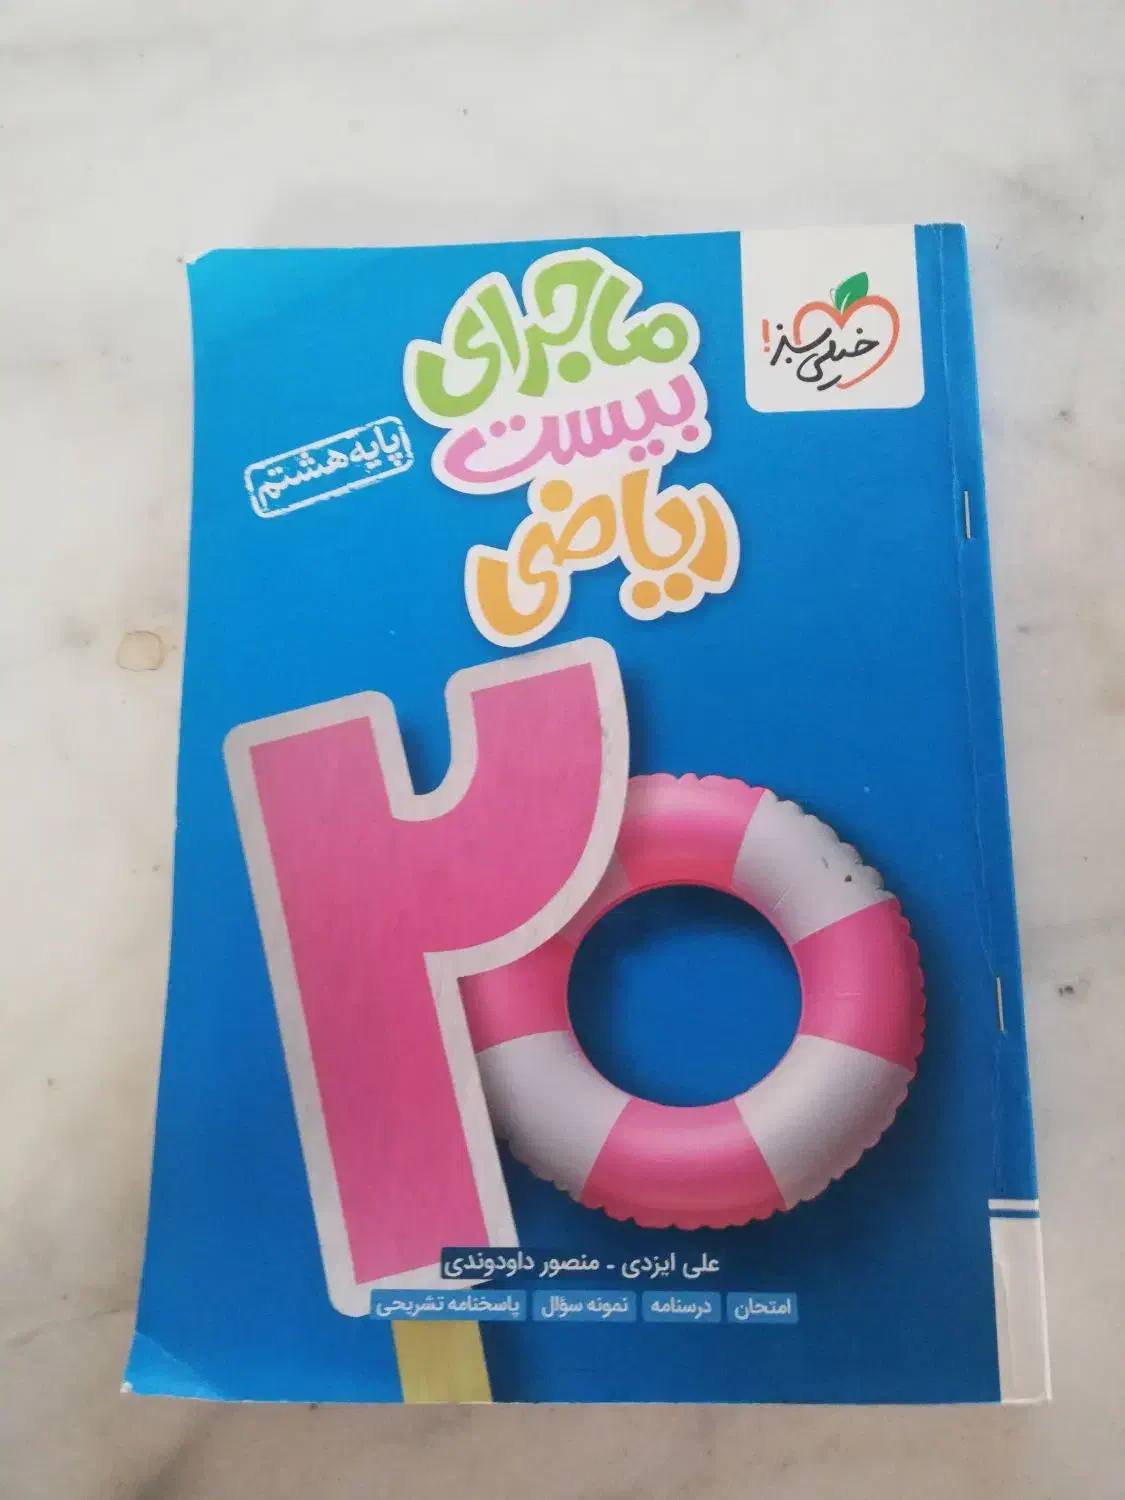 خیلی سبز!
ماجرای
بیست
ریاضی
پایه هشتم
۲۰
علی ایزدی - منصور داودوندی
امتحان درسنامه نمونه سؤال پاسخنامه تشریحی